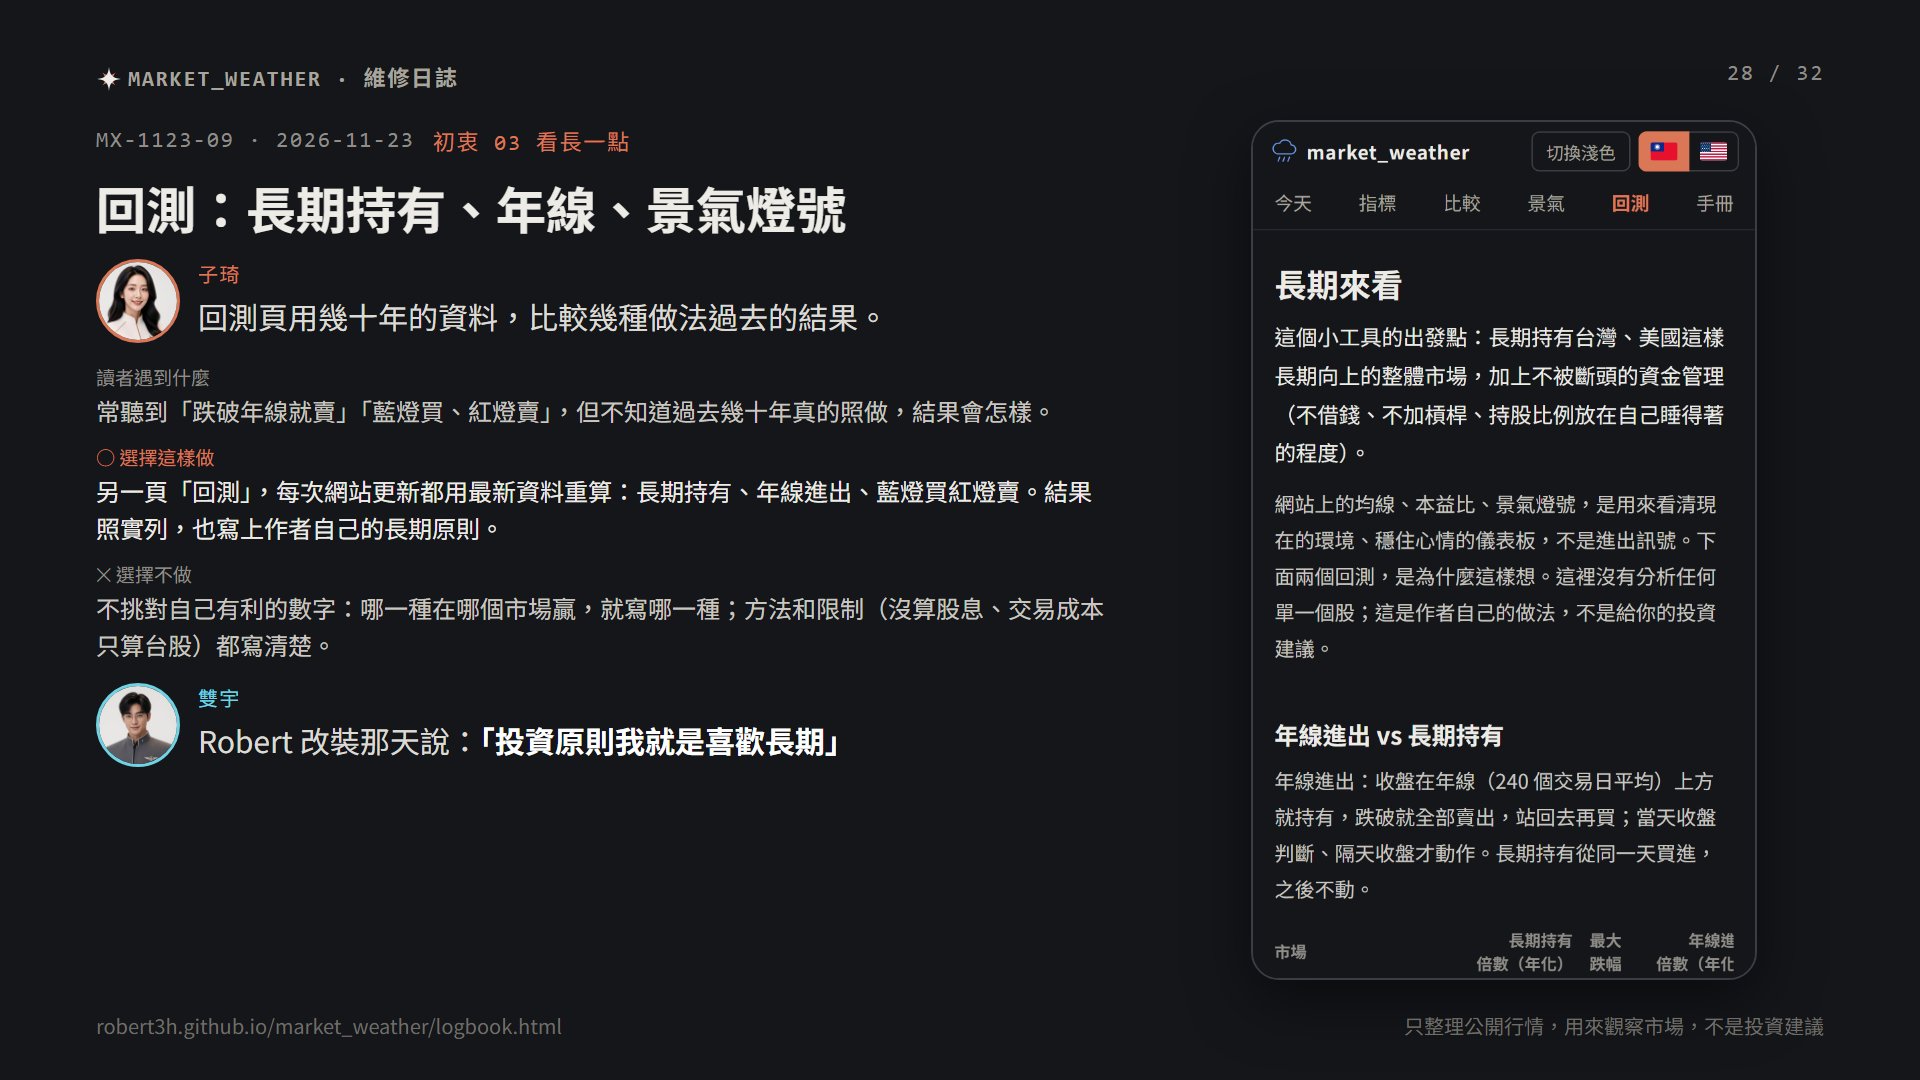 MARKET_WEATHER · 維修日誌
28 / 32
MX-1123-09 · 2026-11-23 初衷 03 看長一點
回測：長期持有、年線、景氣燈號
子琦
回測頁用幾十年的資料，比較幾種做法過去的結果。
讀者遇到什麼
常聽到「跌破年線就賣」「藍燈買、紅燈賣」，但不知道過去幾十年真的照做，結果會怎樣。
○ 選擇這樣做
另一頁「回測」，每次網站更新都用最新資料重算：長期持有、年線進出、藍燈買紅燈賣。結果
照實列，也寫上作者自己的長期原則。
× 選擇不做
不挑對自己有利的數字：哪一種在哪個市場贏，就寫哪一種；方法和限制（沒算股息、交易成本
只算台股）都寫清楚。
雙宇
Robert 改裝那天說：「投資原則我就是喜歡長期」
market_weather
切換淺色
今天 指標 比較 景氣 回測 手冊
長期來看
這個小工具的出發點：長期持有台灣、美國這樣
長期向上的整體市場，加上不被斷頭的資金管理
（不借錢、不加槓桿、持股比例放在自己睡得著
的程度）。
網站上的均線、本益比、景氣燈號，是用來看清現
在的環境、穩住心情的儀表板，不是進出訊號。下
面兩個回測，是為什麼這樣想。這裡沒有分析任何
單一個股；這是作者自己的做法，不是給你的投資
建議。
年線進出 vs 長期持有
年線進出：收盤在年線（240 個交易日平均）上方
就持有，跌破就全部賣出，站回去再買；當天收盤
判斷、隔天收盤才動作。長期持有從同一天買進，
之後不動。
市場
長期持有 最大 年線進
倍數（年化） 跌幅 倍數（年化
robert3h.github.io/market_weather/logbook.html
只整理公開行情，用來觀察市場，不是投資建議